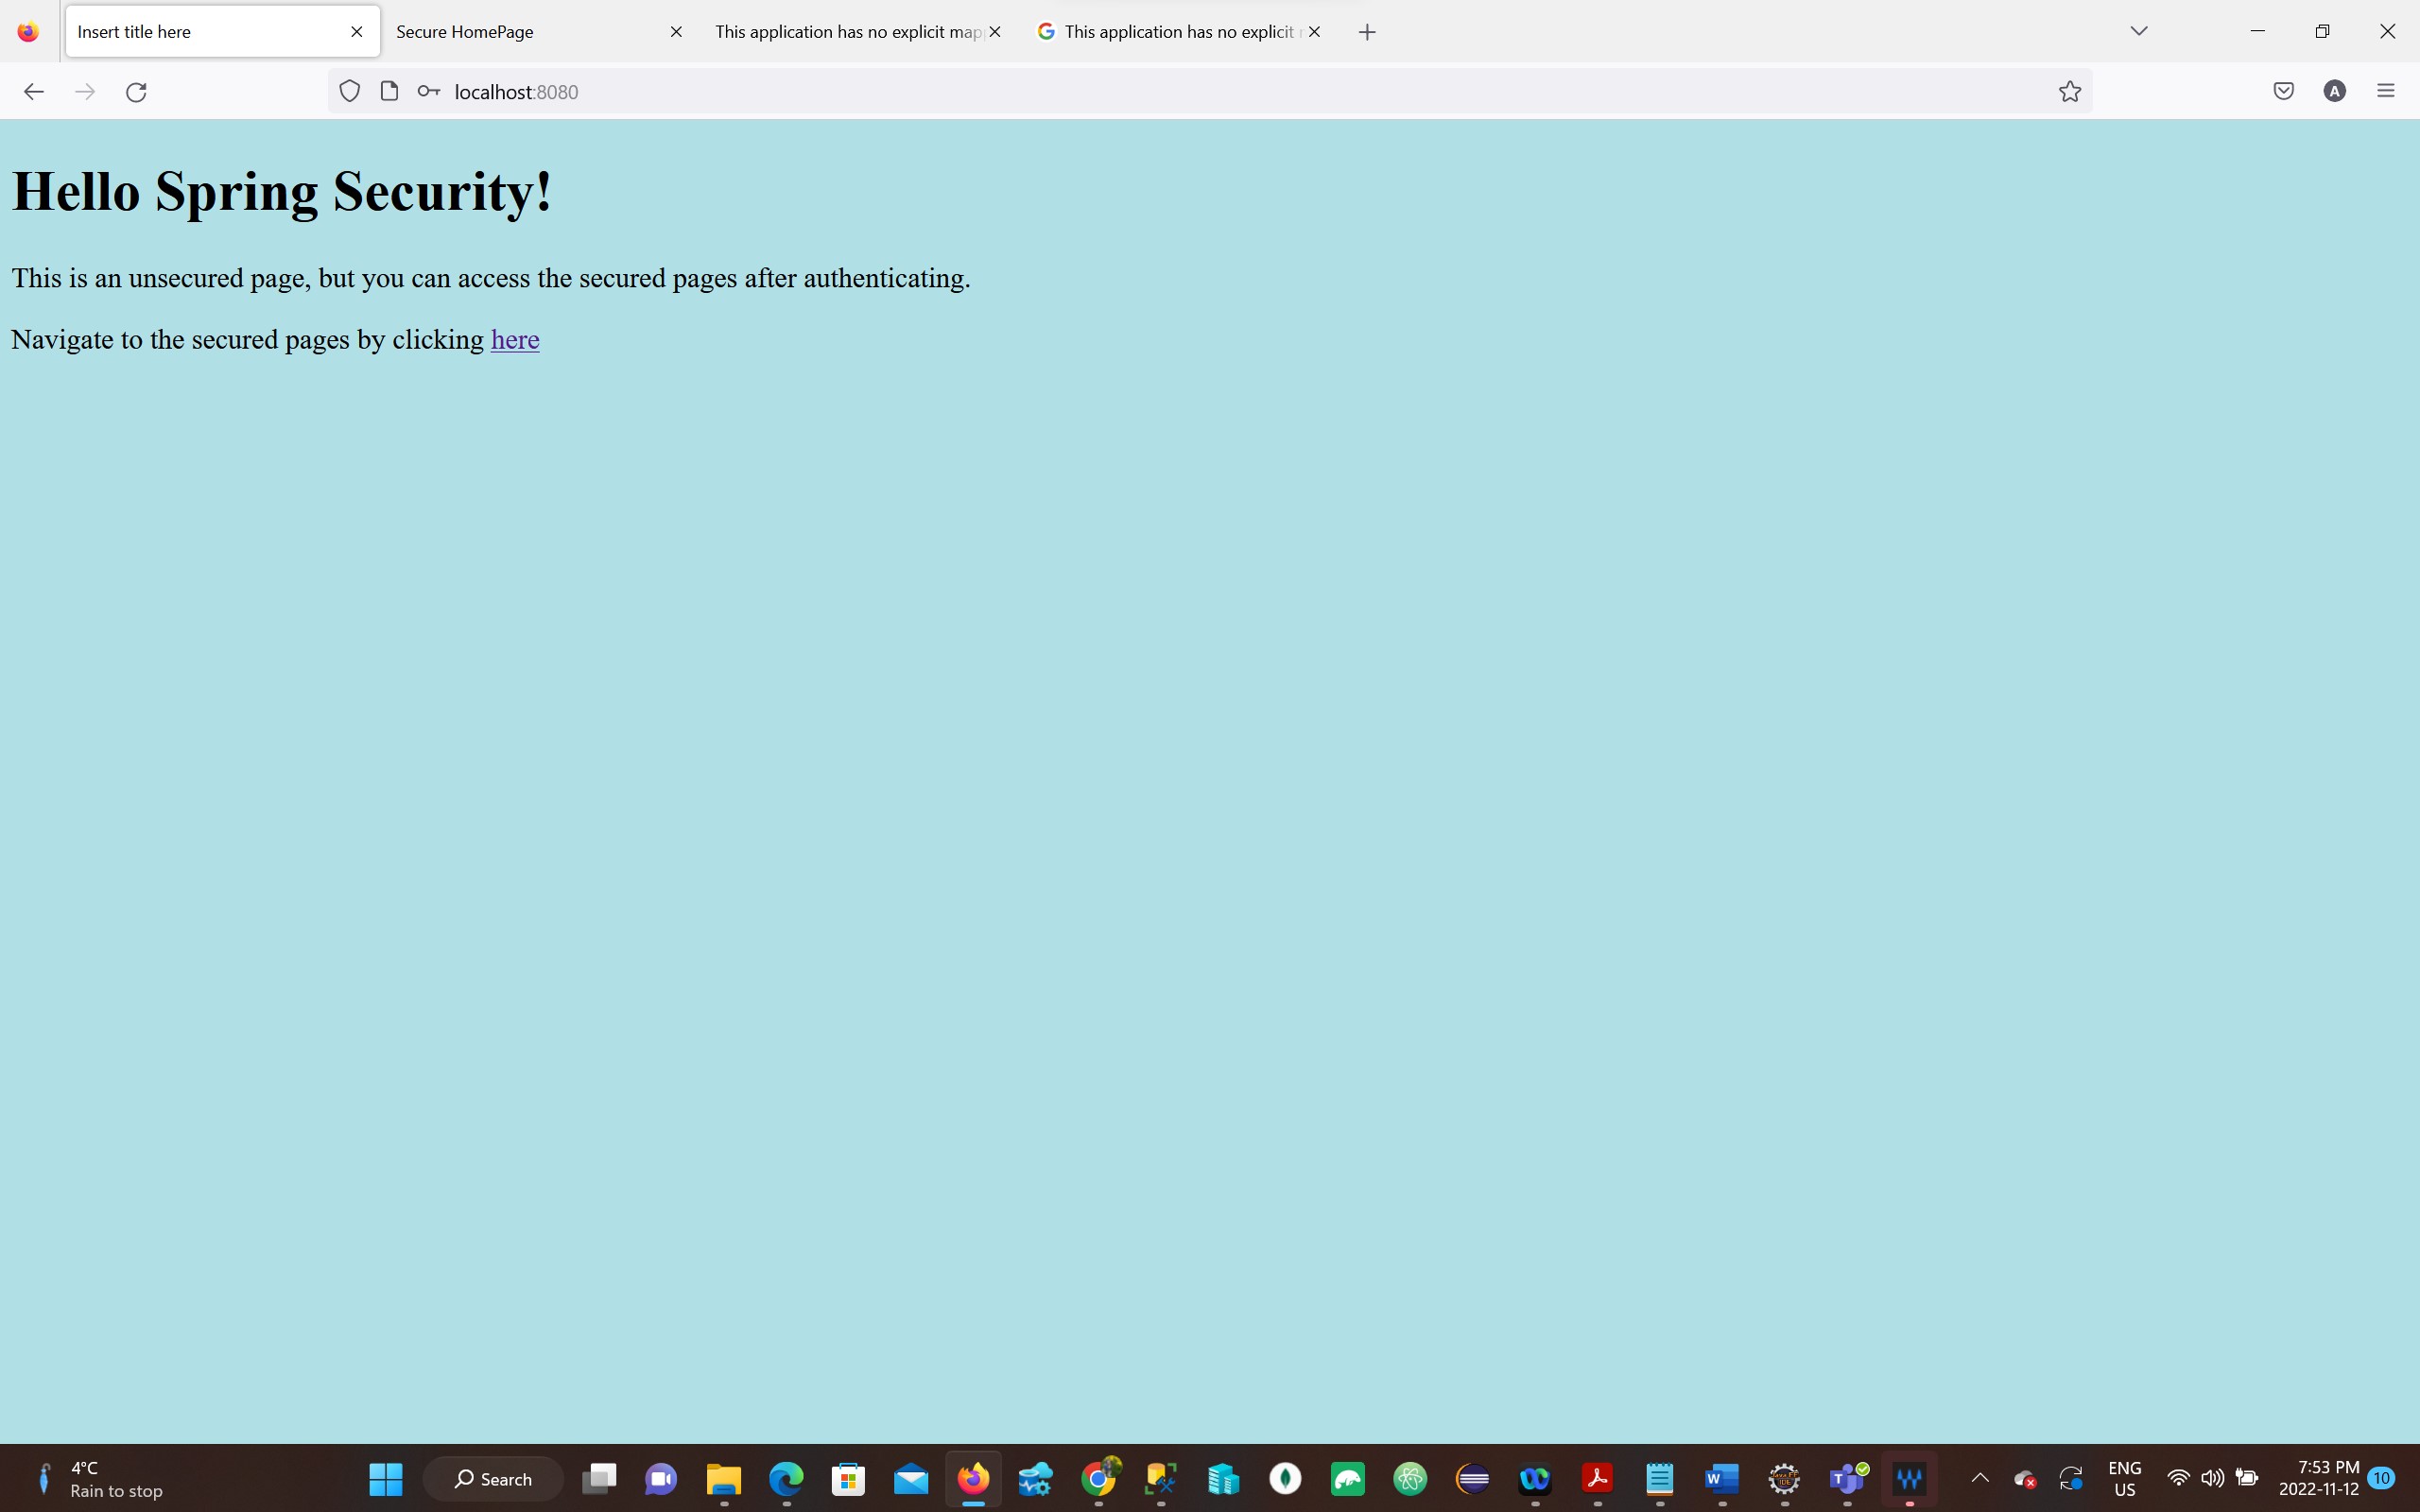 Insert title here
Secure HomePage
This application has no explicit map
This application has no explicit
localhost:8080
A
Hello Spring Security!
This is an unsecured page, but you can access the secured pages after authenticating.
Navigate to the secured pages by clicking here
4°C
Rain to stop
Search
ENG
US
7:53 PM
2022-11-12
10